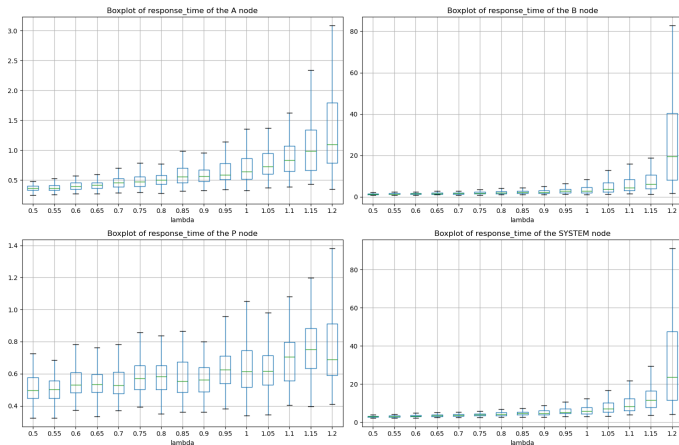 Boxplot of response_time of the A node
3.0
2.5
2.0
1.5
1.0
0.5
0.5 0.55 0.6 0.65 0.7 0.75 0.8 0.85 0.9 0.95 1 1.05 1.1 1.15 1.2
lambda
Boxplot of response_time of the B node
80
60
40
20
0
0.5 0.55 0.6 0.65 0.7 0.75 0.8 0.85 0.9 0.95 1 1.05 1.1 1.15 1.2
lambda
Boxplot of response_time of the P node
1.4
1.2
1.0
0.8
0.6
0.4
0.5 0.55 0.6 0.65 0.7 0.75 0.8 0.85 0.9 0.95 1 1.05 1.1 1.15 1.2
lambda
Boxplot of response_time of the SYSTEM node
80
60
40
20
0
0.5 0.55 0.6 0.65 0.7 0.75 0.8 0.85 0.9 0.95 1 1.05 1.1 1.15 1.2
lambda